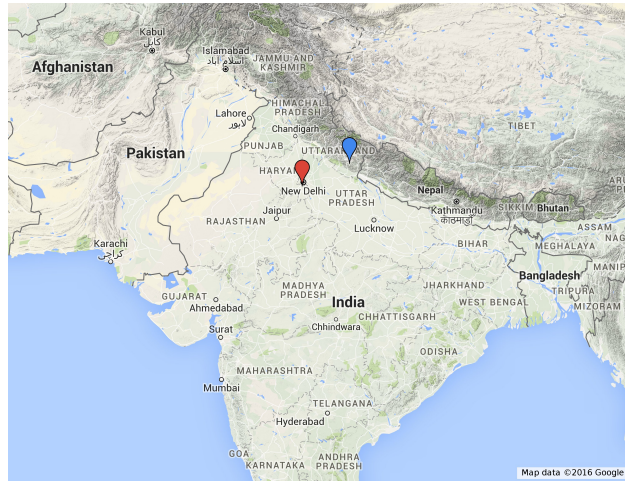 Kabul
کابل
Islamabad
اسلام آباد
Afghanistan
JAMMU AND
KASHMIR
HIMACHAL
PRADESH
Lahore
لاہور
Chandigarh
TIBET
PUNJAB
UTTARAKHAND
Pakistan
HARYANA
New Delhi
Nepal
UTTAR
PRADESH
SIKKIM
Bhutan
Kathmandu
काठमाडौं
Jaipur
RAJASTHAN
Lucknow
ASSAM
Karachi
کراچی
BIHAR
MEGHALAYA
Bangladesh
MADHYA
PRADESH
JHARKHAND
TRIPURA
GUJARAT
Ahmedabad
India
WEST BENGAL
MIZORAM
CHHATTISGARH
Chhindwara
Surat
ODISHA
MAHARASHTRA
Mumbai
TELANGANA
Hyderabad
GOA
KARNATAKA
ANDHRA
PRADESH
Map data ©2016 Google